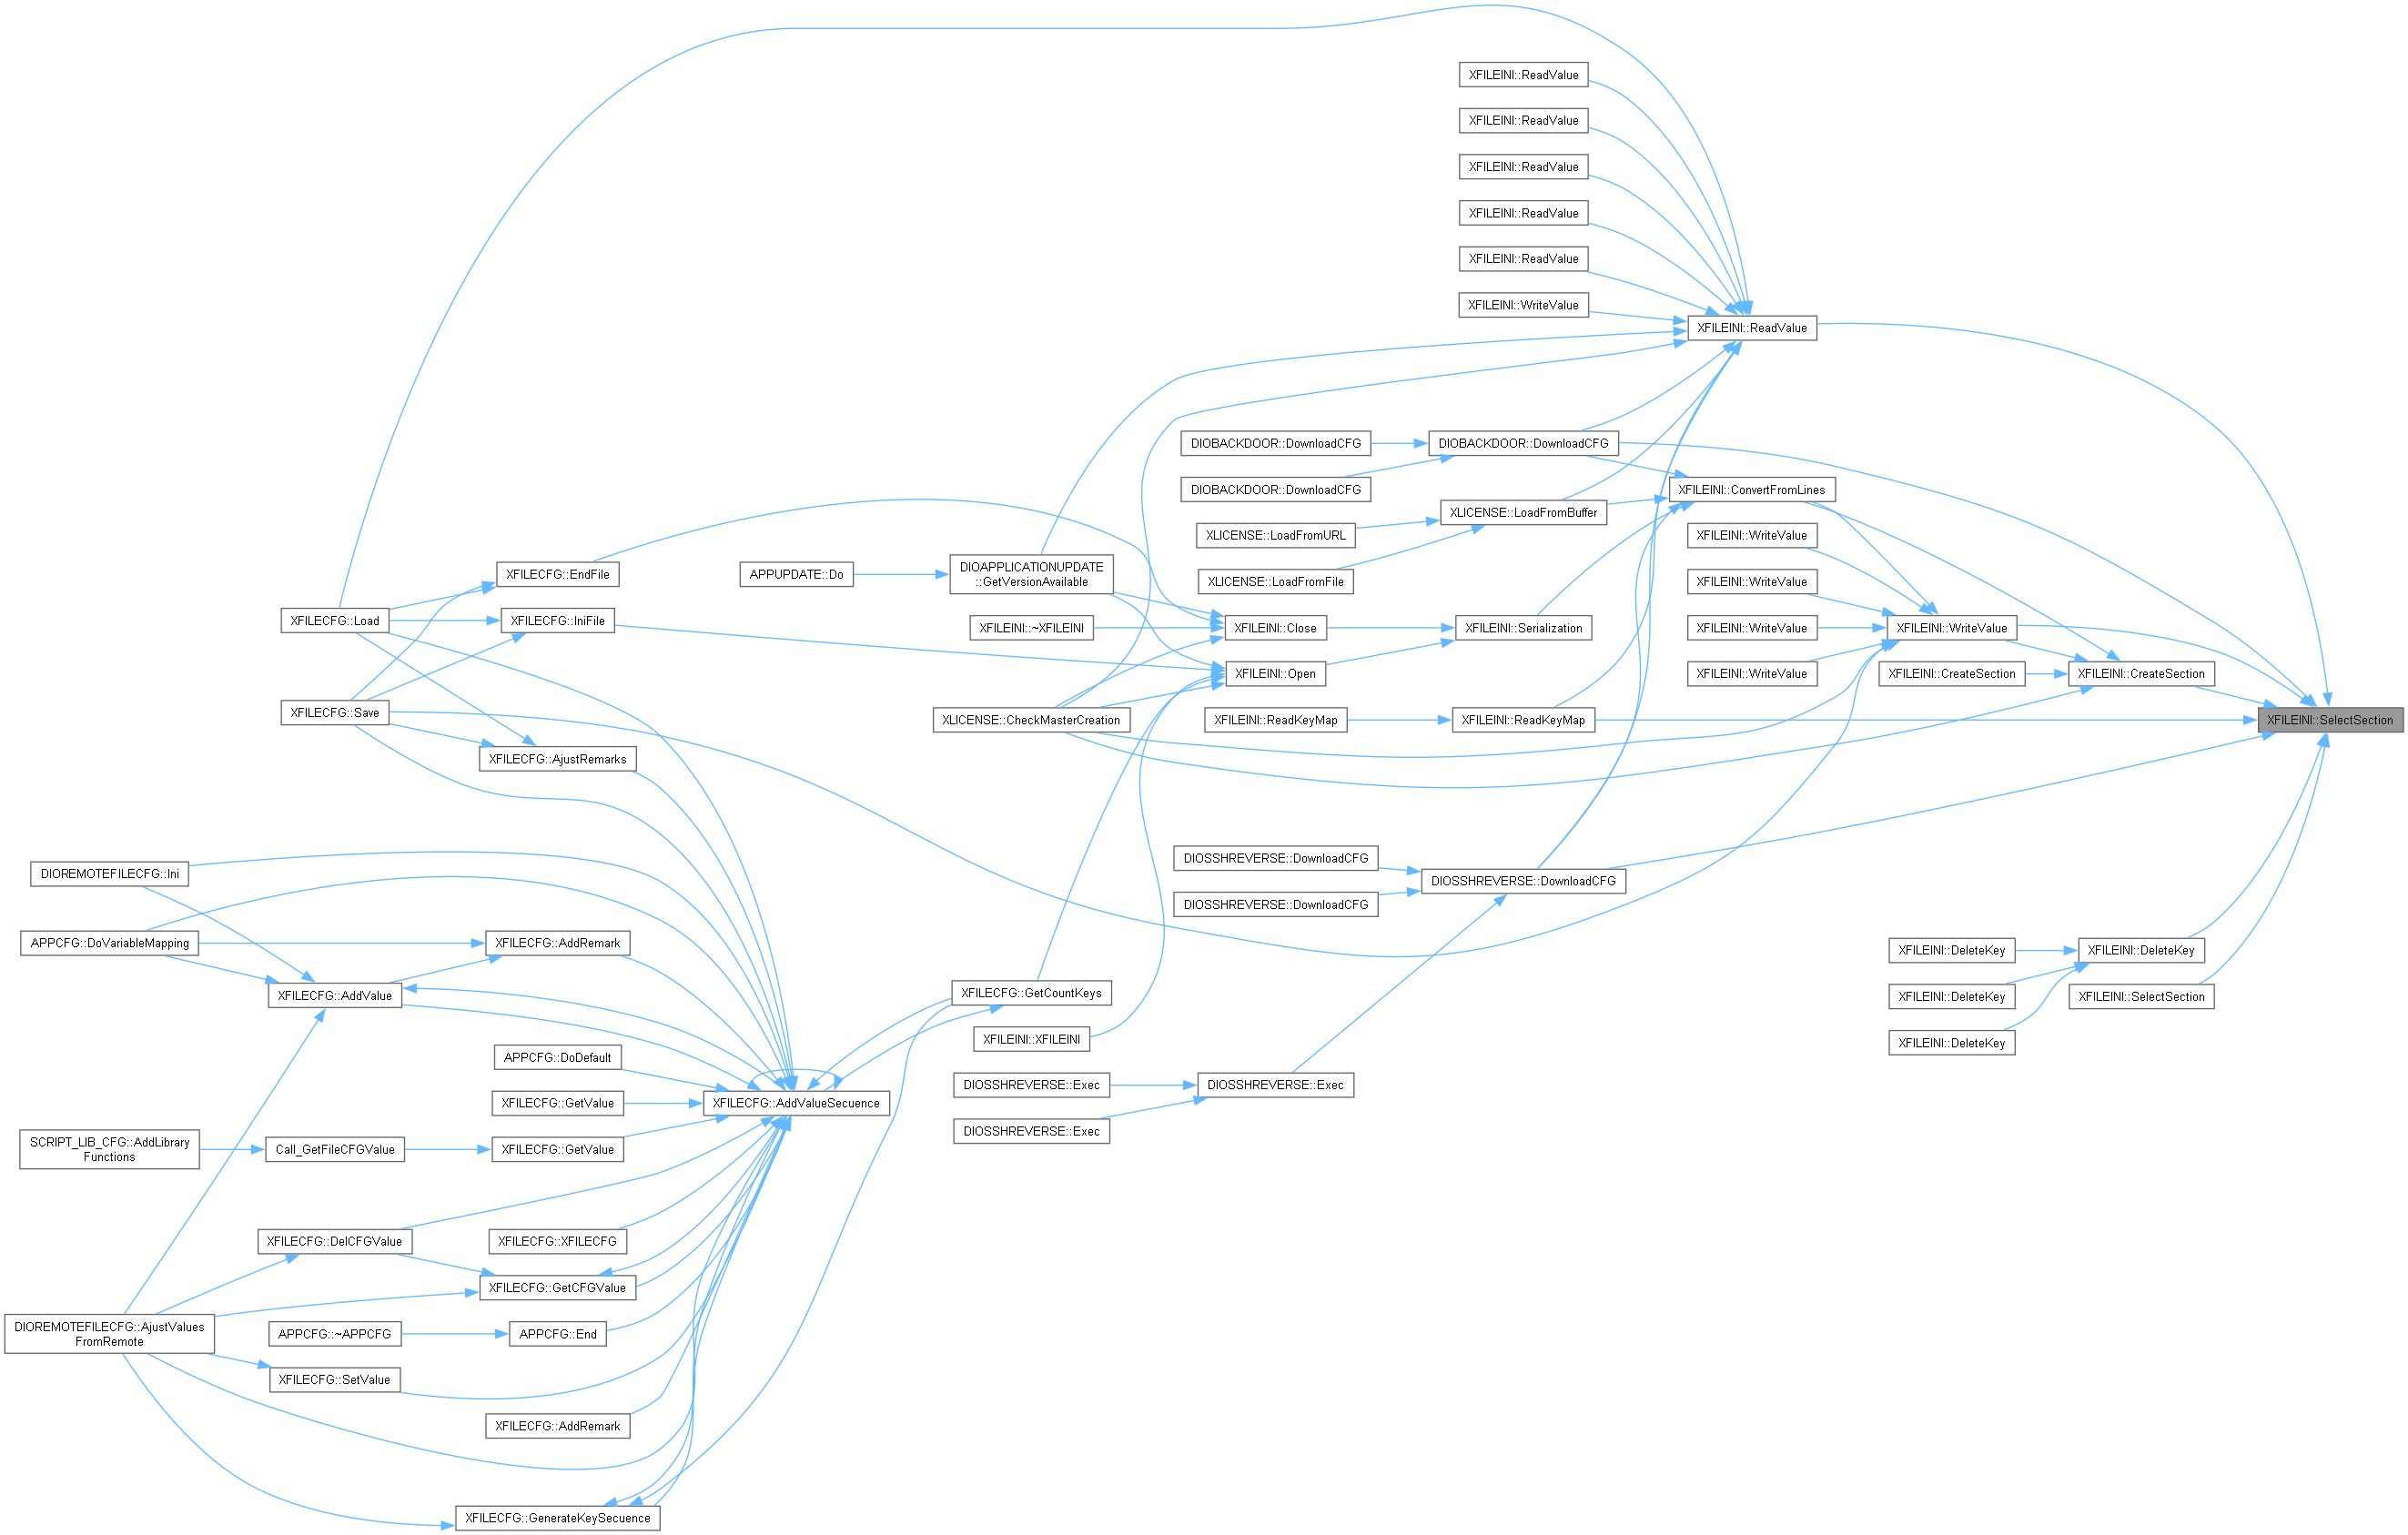 XFILEINI::ReadValue
XFILEINI::ReadValue
XFILEINI::ReadValue
XFILEINI::ReadValue
XFILEINI::ReadValue
XFILEINI::WriteValue
XFILEINI::ReadValue
DIOBACKDOOR::DownloadCFG
DIOBACKDOOR::DownloadCFG
DIOBACKDOOR::DownloadCFG
XFILEINI::ConvertFromLines
XLICENSE::LoadFromBuffer
XLICENSE::LoadFromURL
XFILEINI::WriteValue
DIOAPPLICATIONUPDATE
::GetVersionAvailable
APPUPDATE::Do
XFILECFG::EndFile
XLICENSE::LoadFromFile
XFILEINI::WriteValue
XFILECFG::Load
XFILECFG::IniFile
XFILEINI::~XFILEINI
XFILEINI::Close
XFILEINI::Serialization
XFILEINI::WriteValue
XFILEINI::WriteValue
XFILEINI::Open
XFILEINI::WriteValue
XFILEINI::CreateSection
XFILEINI::CreateSection
XFILECFG::Save
XLICENSE::CheckMasterCreation
XFILEINI::ReadKeyMap
XFILEINI::ReadKeyMap
XFILEINI::SelectSection
XFILECFG::AjustRemarks
DIOSSHREVERSE::DownloadCFG
DIOREMOTEFILECFG::Ini
DIOSSHREVERSE::DownloadCFG
DIOSSHREVERSE::DownloadCFG
APPCFG::DoVariableMapping
XFILECFG::AddRemark
XFILEINI::DeleteKey
XFILEINI::DeleteKey
XFILECFG::AddValue
XFILECFG::GetCountKeys
XFILEINI::DeleteKey
XFILEINI::SelectSection
XFILEINI::XFILEINI
XFILEINI::DeleteKey
APPCFG::DoDefault
DIOSSHREVERSE::Exec
DIOSSHREVERSE::Exec
XFILECFG::GetValue
XFILECFG::AddValueSecuence
DIOSSHREVERSE::Exec
SCRIPT_LIB_CFG::AddLibrary
Functions
Call_GetFileCFGValue
XFILECFG::GetValue
XFILECFG::DelCFGValue
XFILECFG::XFILECFG
XFILECFG::GetCFGValue
DIOREMOTEFILECFG::AjustValues
FromRemote
APPCFG::~APPCFG
APPCFG::End
XFILECFG::SetValue
XFILECFG::AddRemark
XFILECFG::GenerateKeySecuence